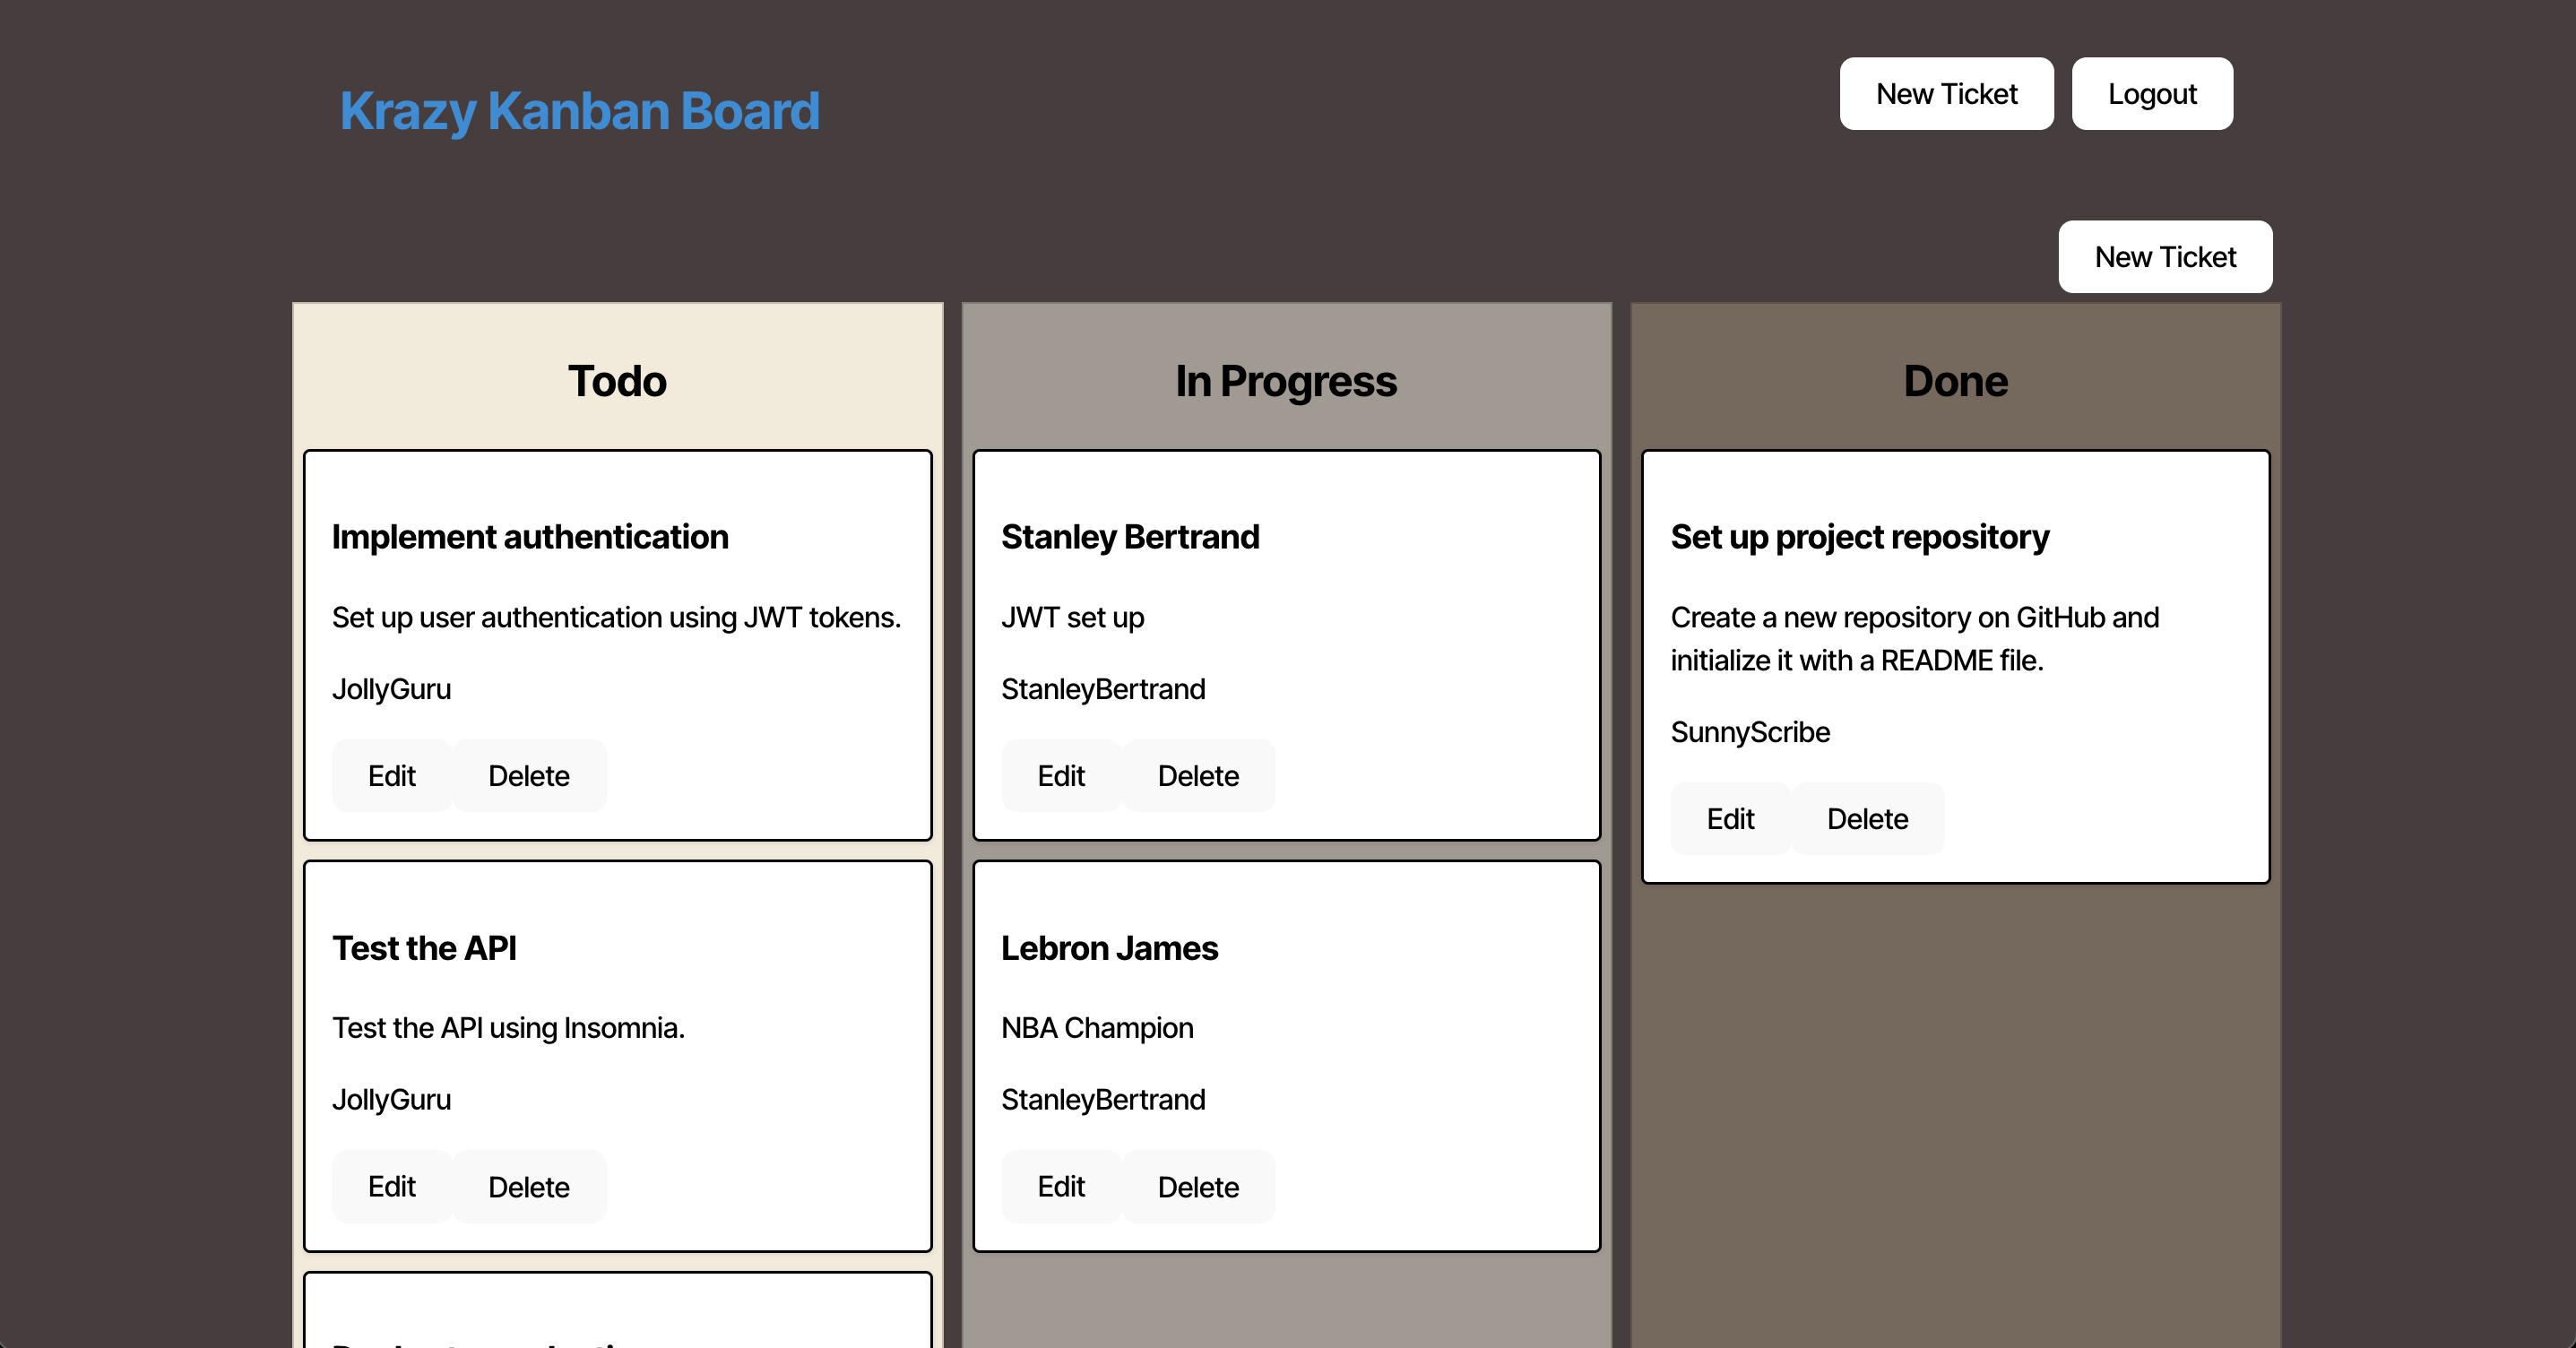 Krazy Kanban Board
New Ticket
Logout
New Ticket
Todo
Implement authentication
Set up user authentication using JWT tokens.
JollyGuru
Edit
Delete
Test the API
Test the API using Insomnia.
JollyGuru
Edit
Delete
In Progress
Stanley Bertrand
JWT set up
StanleyBertrand
Edit
Delete
Lebron James
NBA Champion
StanleyBertrand
Edit
Delete
Done
Set up project repository
Create a new repository on GitHub and
initialize it with a README file.
SunnyScribe
Edit
Delete